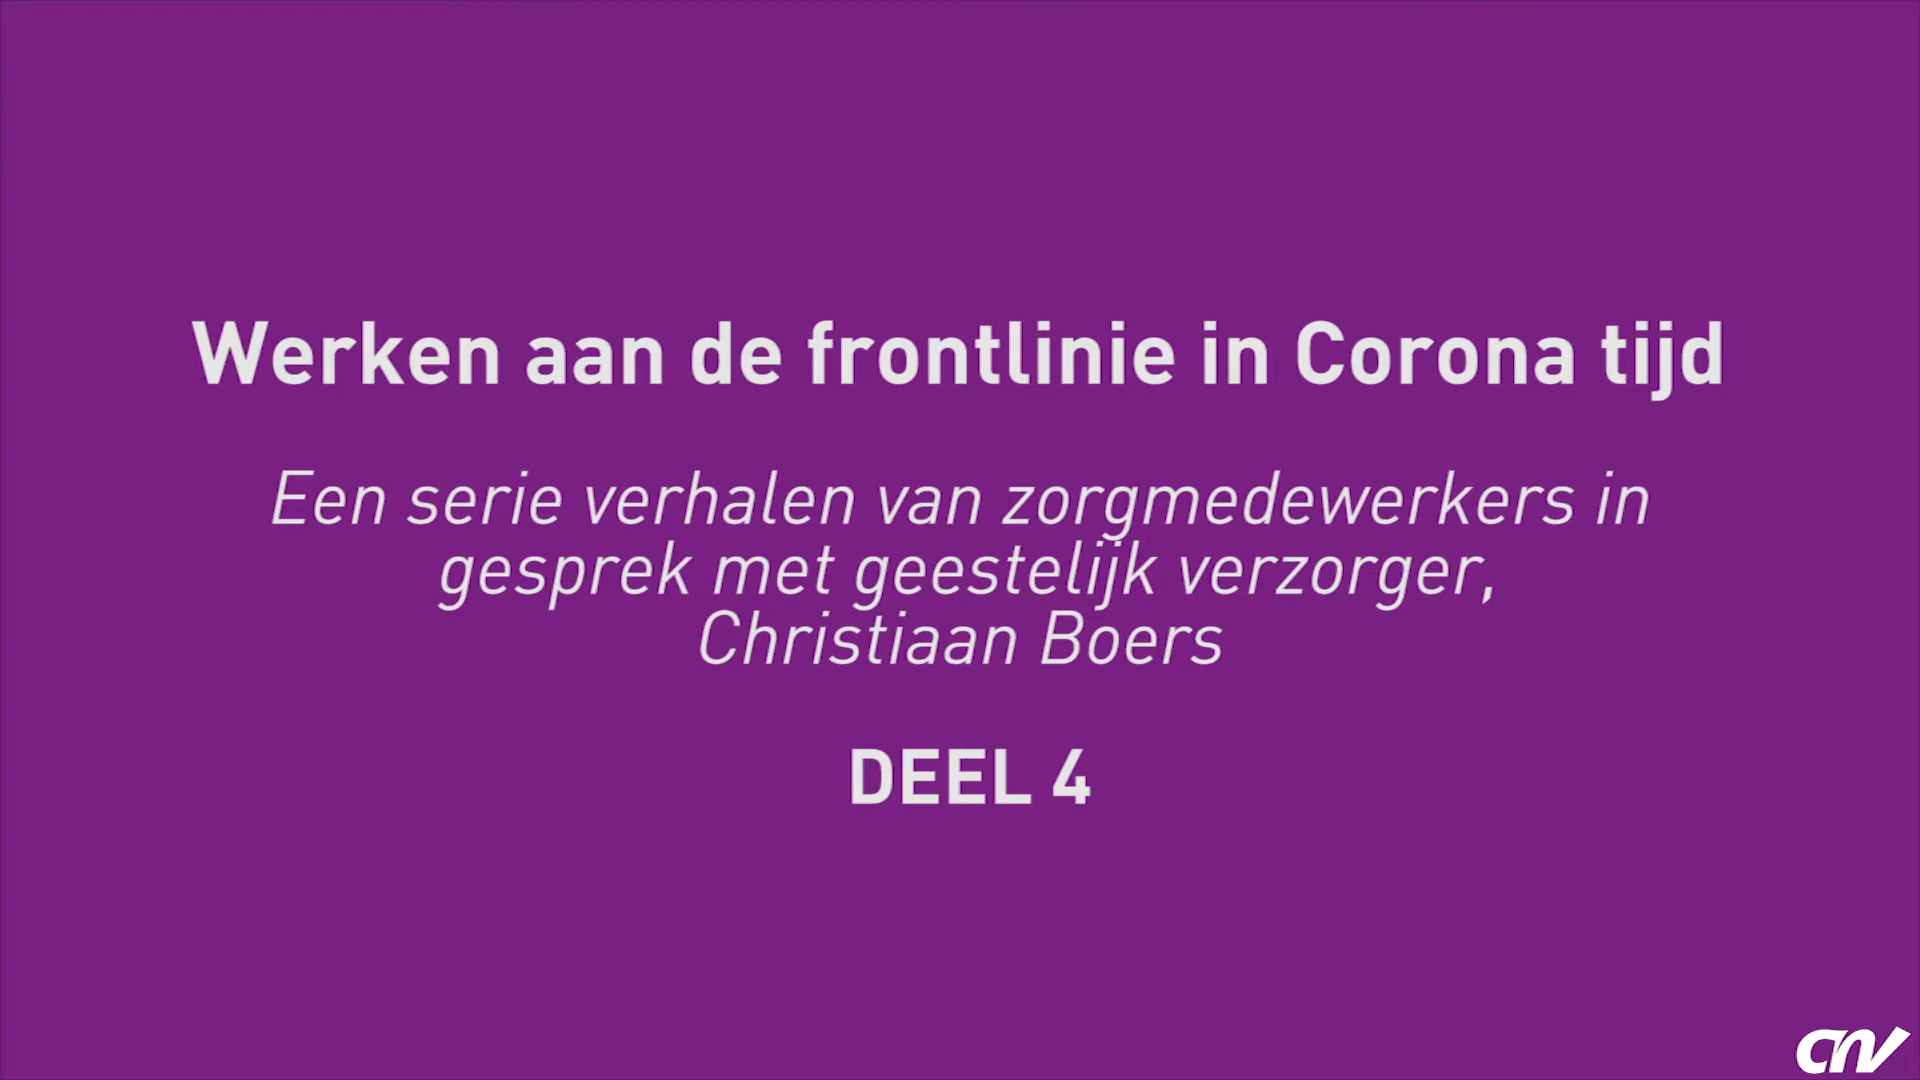 Werken aan de frontlinie in Corona tijd
Een serie verhalen van zorgmedewerkers in
gesprek met geestelijk verzorger,
Christiaan Boers
DEEL 4
CNV